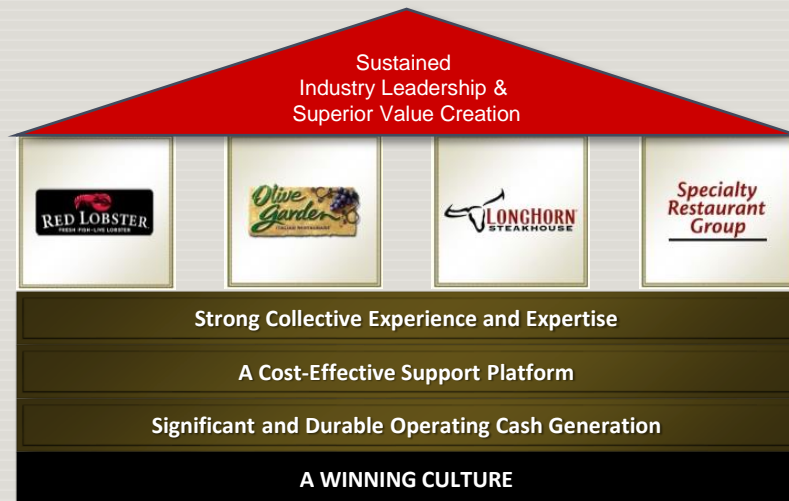 Sustained
Industry Leadership &
Superior Value Creation
RED LOBSTER
FRESH FISH · LIVE LOBSTER
Olive
Garden
ITALIAN RESTAURANT
LONGHORN
STEAKHOUSE
Specialty
Restaurant
Group
Strong Collective Experience and Expertise
A Cost-Effective Support Platform
Significant and Durable Operating Cash Generation
A WINNING CULTURE